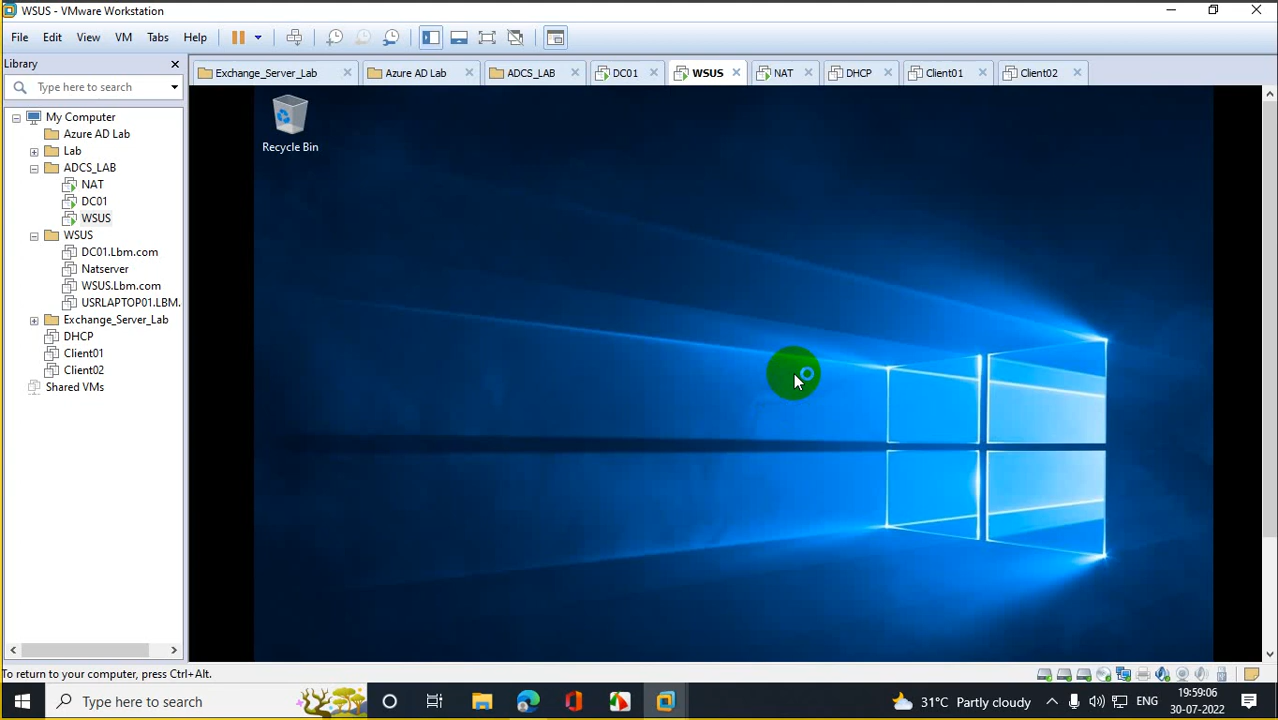 WSUS - VMware Workstation
File Edit View VM Tabs Help
Library
Type here to search
My Computer
Azure AD Lab
Lab
ADCS_LAB
NAT
DC01
WSUS
WSUS
DC01.Lbm.com
Natserver
WSUS.Lbm.com
USRLAPTOP01.LBM.
Exchange_Server_Lab
DHCP
Client01
Client02
Shared VMs
Exchange_Server_Lab Azure AD Lab ADCS_LAB DC01 WSUS NAT DHCP Client01 Client02
Recycle Bin
To return to your computer, press Ctrl+Alt.
Type here to search
31°C Partly cloudy
ENG
19:59:06
30-07-2022